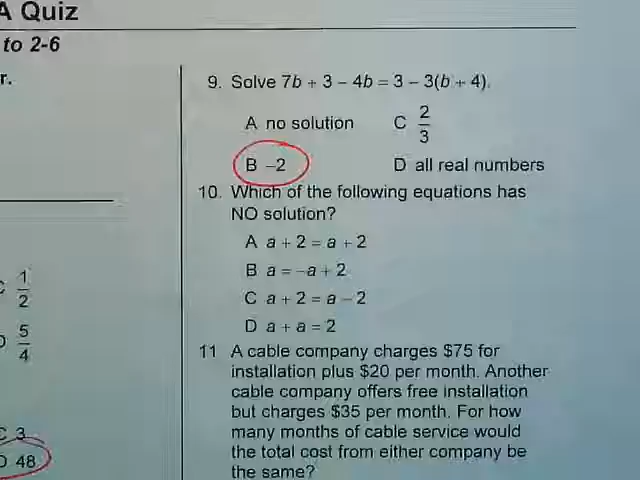 A Quiz
to 2-6
r.
9. Solve 7b + 3 – 4b = 3 – 3(b + 4).
A no solution C 2/3
B –2 D all real numbers
10. Which of the following equations has
NO solution?
A a + 2 = a + 2
B a = –a + 2
C a + 2 = a – 2
D a + a = 2
11 A cable company charges $75 for
installation plus $20 per month. Another
cable company offers free installation
but charges $35 per month. For how
many months of cable service would
the total cost from either company be
the same?
C 1/2
D 5/4
C 3
D 48